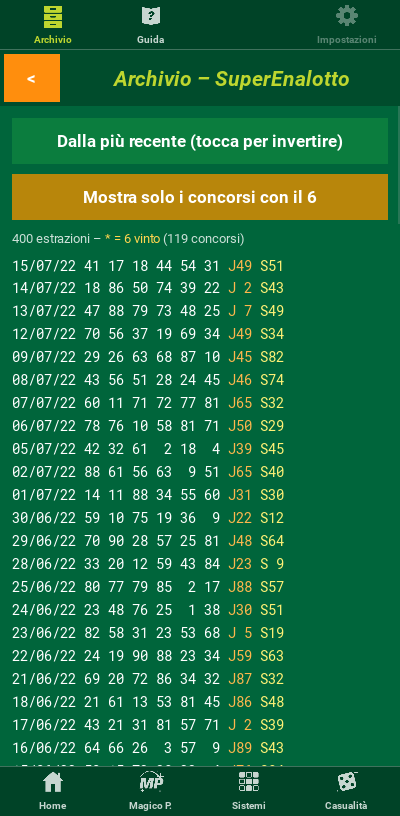 Archivio Guida Impostazioni
< Archivio – SuperEnalotto
Dalla più recente (tocca per invertire)
Mostra solo i concorsi con il 6
400 estrazioni – * = 6 vinto (119 concorsi)
15/07/22 41 17 18 44 54 31 J49 S51
14/07/22 18 86 50 74 39 22 J 2 S43
13/07/22 47 88 79 73 48 25 J 7 S49
12/07/22 70 56 37 19 69 34 J49 S34
09/07/22 29 26 63 68 87 10 J45 S82
08/07/22 43 56 51 28 24 45 J46 S74
07/07/22 60 11 71 72 77 81 J65 S32
06/07/22 78 76 10 58 81 71 J50 S29
05/07/22 42 32 61 2 18 4 J39 S45
02/07/22 88 61 56 63 9 51 J65 S40
01/07/22 14 11 88 34 55 60 J31 S30
30/06/22 59 10 75 19 36 9 J22 S12
29/06/22 70 90 28 57 25 81 J48 S64
28/06/22 33 20 12 59 43 84 J23 S 9
25/06/22 80 77 79 85 2 17 J88 S57
24/06/22 23 48 76 25 1 38 J30 S51
23/06/22 82 58 31 23 53 68 J 5 S19
22/06/22 24 19 90 88 23 34 J59 S63
21/06/22 69 20 72 86 34 32 J87 S32
18/06/22 21 61 13 53 81 45 J86 S48
17/06/22 43 21 31 81 57 71 J 2 S39
16/06/22 64 66 26 3 57 9 J89 S43
MP
Home Magico P. Sistemi Casualità